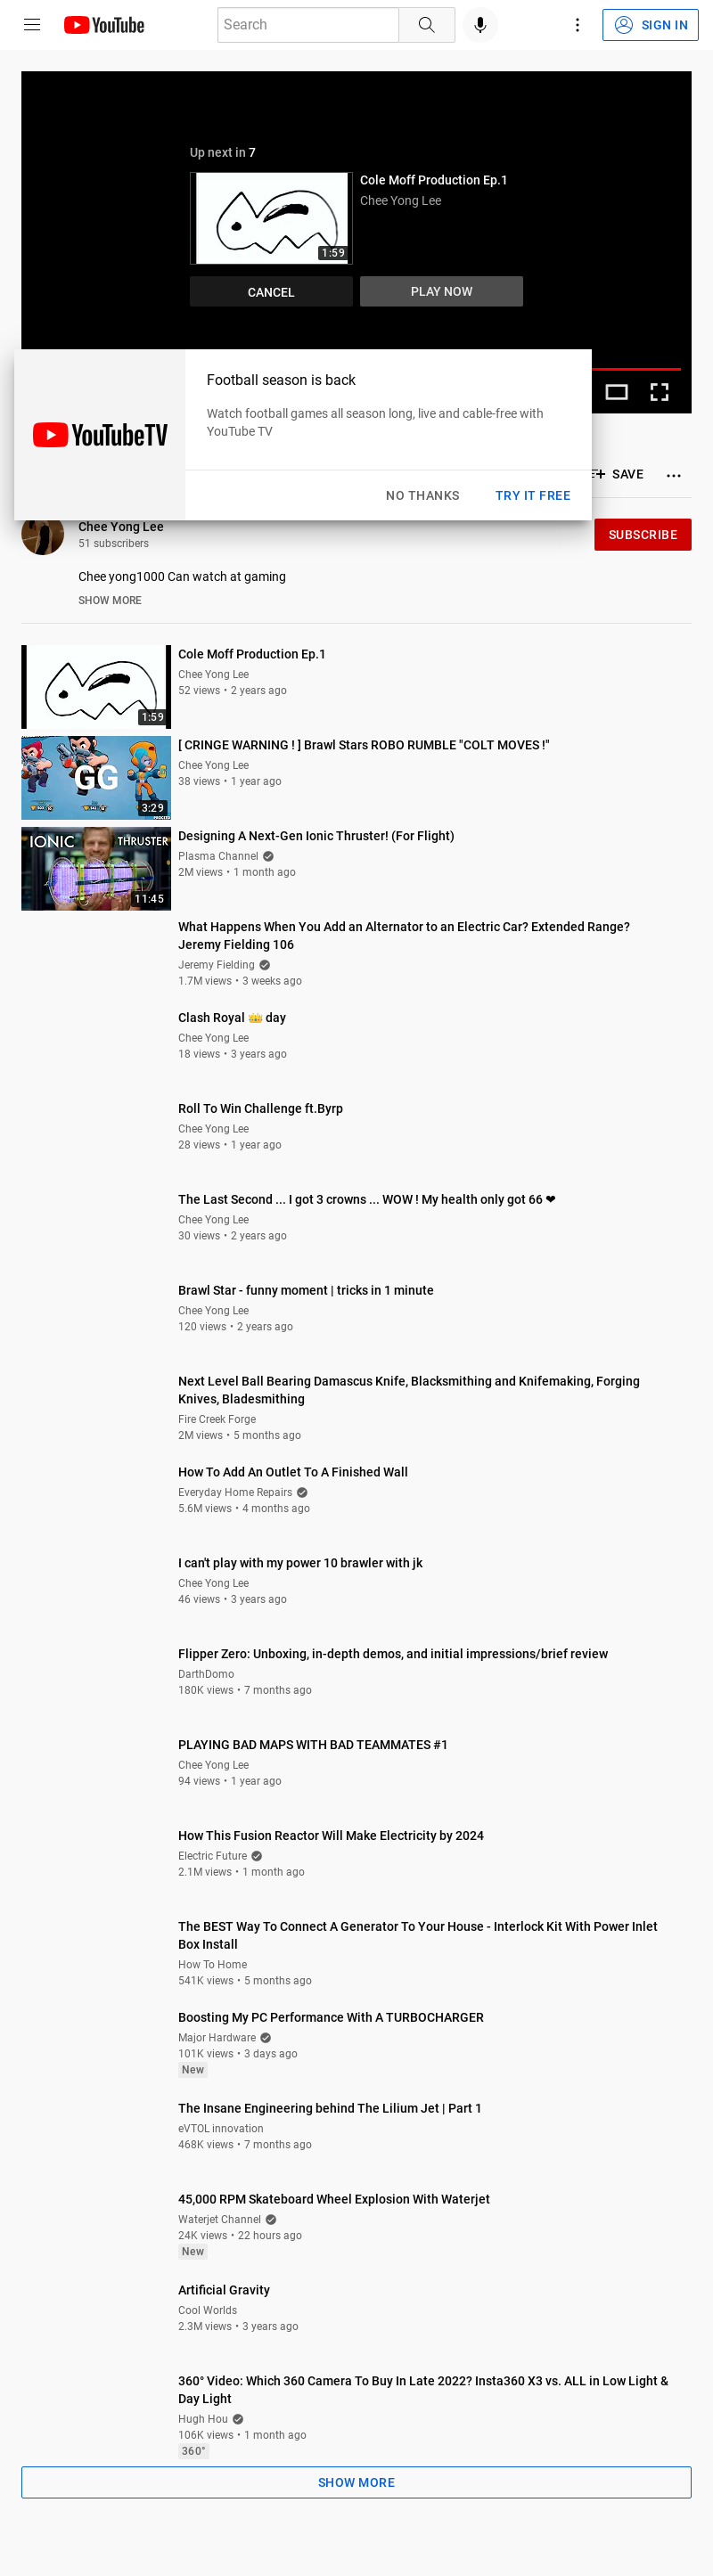 YouTube
Search
SIGN IN
Up next in 7
Cole Moff Production Ep.1
Chee Yong Lee
1:59
CANCEL
PLAY NOW
Football season is back
Watch football games all season long, live and cable-free with
YouTube TV
YouTubeTV
NO THANKS
TRY IT FREE
SAVE
Chee Yong Lee
51 subscribers
SUBSCRIBE
Chee yong1000 Can watch at gaming
SHOW MORE
Cole Moff Production Ep.1
Chee Yong Lee
52 views • 2 years ago
1:59
[ CRINGE WARNING ! ] Brawl Stars ROBO RUMBLE "COLT MOVES !"
Chee Yong Lee
38 views • 1 year ago
GG
3:29
Designing A Next-Gen Ionic Thruster! (For Flight)
IONIC THRUSTER
Plasma Channel
2M views • 1 month ago
11:45
What Happens When You Add an Alternator to an Electric Car? Extended Range?
Jeremy Fielding 106
Jeremy Fielding
1.7M views • 3 weeks ago
Clash Royal 👑 day
Chee Yong Lee
18 views • 3 years ago
Roll To Win Challenge ft.Byrp
Chee Yong Lee
28 views • 1 year ago
The Last Second ... I got 3 crowns ... WOW ! My health only got 66 ❤
Chee Yong Lee
30 views • 2 years ago
Brawl Star - funny moment | tricks in 1 minute
Chee Yong Lee
120 views • 2 years ago
Next Level Ball Bearing Damascus Knife, Blacksmithing and Knifemaking, Forging
Knives, Bladesmithing
Fire Creek Forge
2M views • 5 months ago
How To Add An Outlet To A Finished Wall
Everyday Home Repairs
5.6M views • 4 months ago
I can't play with my power 10 brawler with jk
Chee Yong Lee
46 views • 3 years ago
Flipper Zero: Unboxing, in-depth demos, and initial impressions/brief review
DarthDomo
180K views • 7 months ago
PLAYING BAD MAPS WITH BAD TEAMMATES #1
Chee Yong Lee
94 views • 1 year ago
How This Fusion Reactor Will Make Electricity by 2024
Electric Future
2.1M views • 1 month ago
The BEST Way To Connect A Generator To Your House - Interlock Kit With Power Inlet
Box Install
How To Home
541K views • 5 months ago
Boosting My PC Performance With A TURBOCHARGER
Major Hardware
101K views • 3 days ago
New
The Insane Engineering behind The Lilium Jet | Part 1
eVTOL innovation
468K views • 7 months ago
45,000 RPM Skateboard Wheel Explosion With Waterjet
Waterjet Channel
24K views • 22 hours ago
New
Artificial Gravity
Cool Worlds
2.3M views • 3 years ago
360° Video: Which 360 Camera To Buy In Late 2022? Insta360 X3 vs. ALL in Low Light &
Day Light
Hugh Hou
106K views • 1 month ago
360°
SHOW MORE